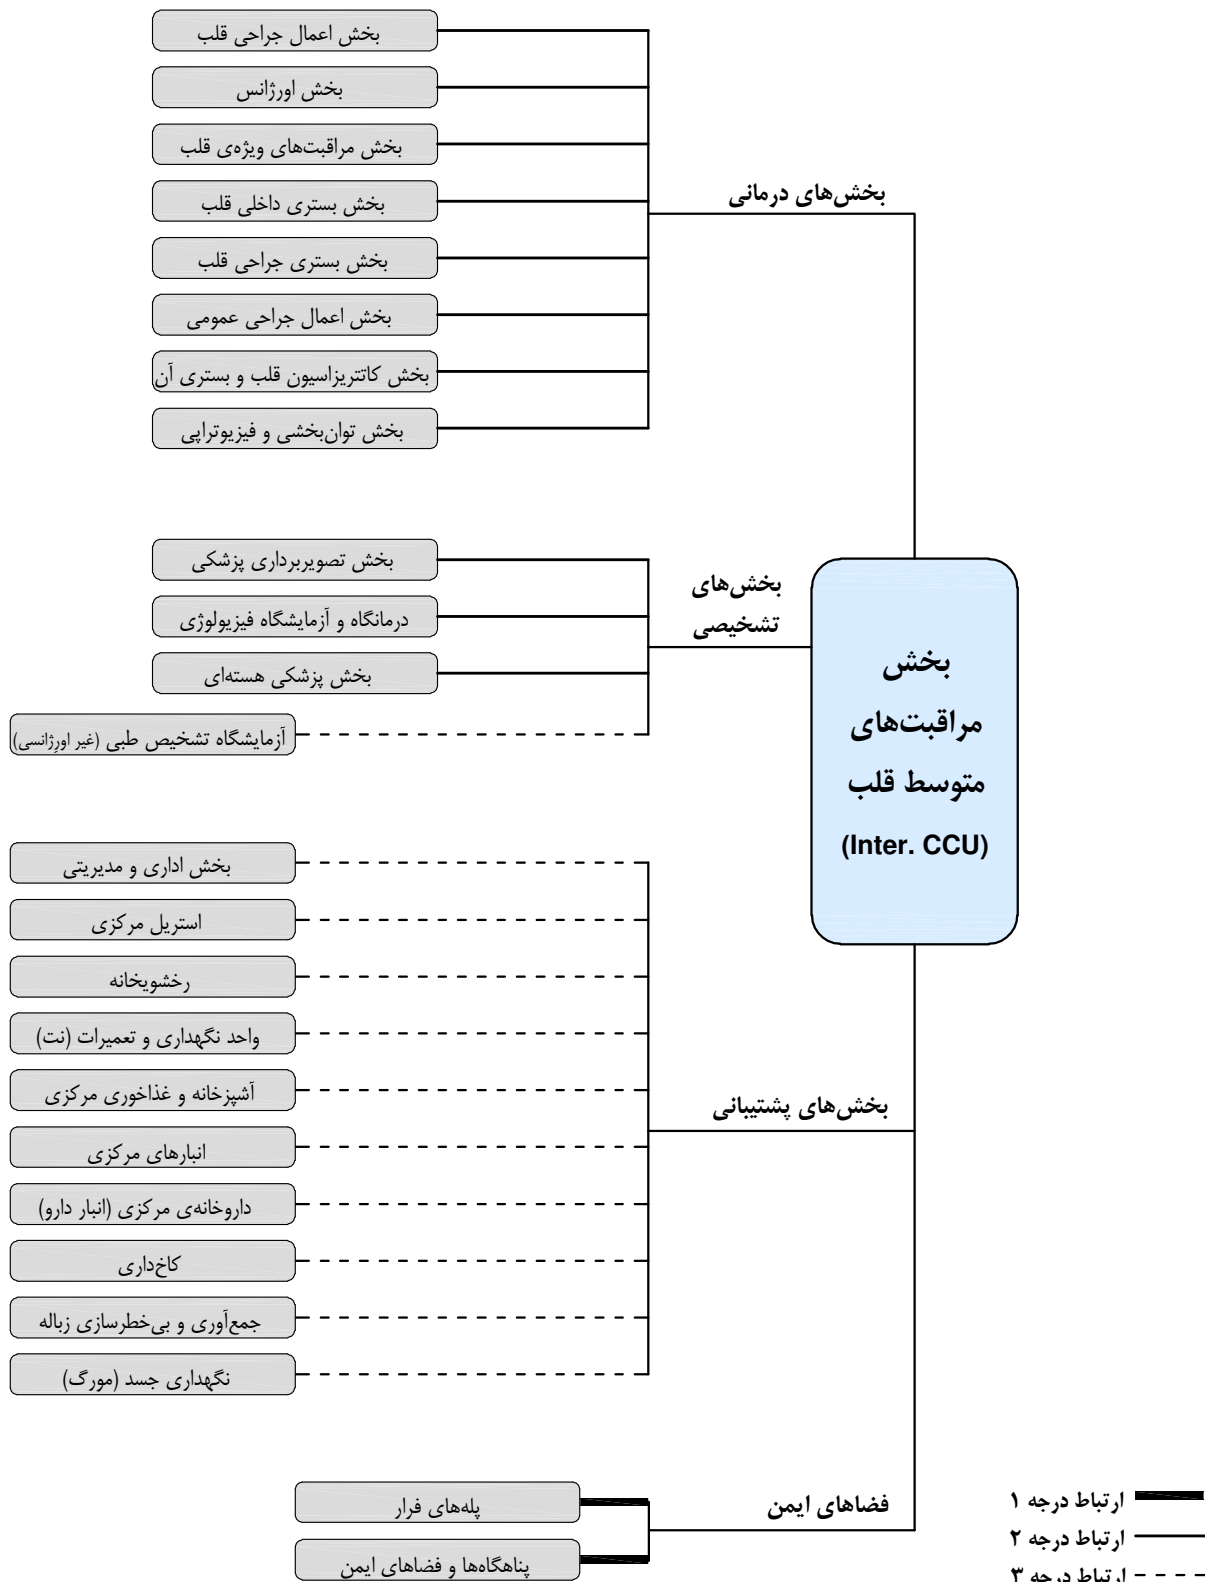 بخش اعمال جراحی قلب
بخش اورژانس
بخش مراقبت‌های ویژه‌ی قلب
بخش‌های درمانی
بخش بستری داخلی قلب
بخش بستری جراحی قلب
بخش اعمال جراحی عمومی
بخش کاتتریزاسیون قلب و بستری آن
بخش توان‌بخشی و فیزیوتراپی
بخش تصویربرداری پزشکی
بخش‌های
تشخیصی
درمانگاه و آزمایشگاه فیزیولوژی
بخش پزشکی هسته‌ای
آزمایشگاه تشخیص طبی (غیر اورژانسی)
بخش
مراقبت‌های
متوسط قلب
(Inter. CCU)
بخش اداری و مدیریتی
استریل مرکزی
رخشویخانه
واحد نگهداری و تعمیرات (نت)
آشپزخانه و غذاخوری مرکزی
بخش‌های پشتیبانی
انبارهای مرکزی
داروخانه‌ی مرکزی (انبار دارو)
کاخ‌داری
جمع‌آوری و بی‌خطرسازی زباله
نگهداری جسد (مورگ)
فضاهای ایمن
پله‌های فرار
پناهگاه‌ها و فضاهای ایمن
ارتباط درجه ۱
ارتباط درجه ۲
ارتباط درجه ۳